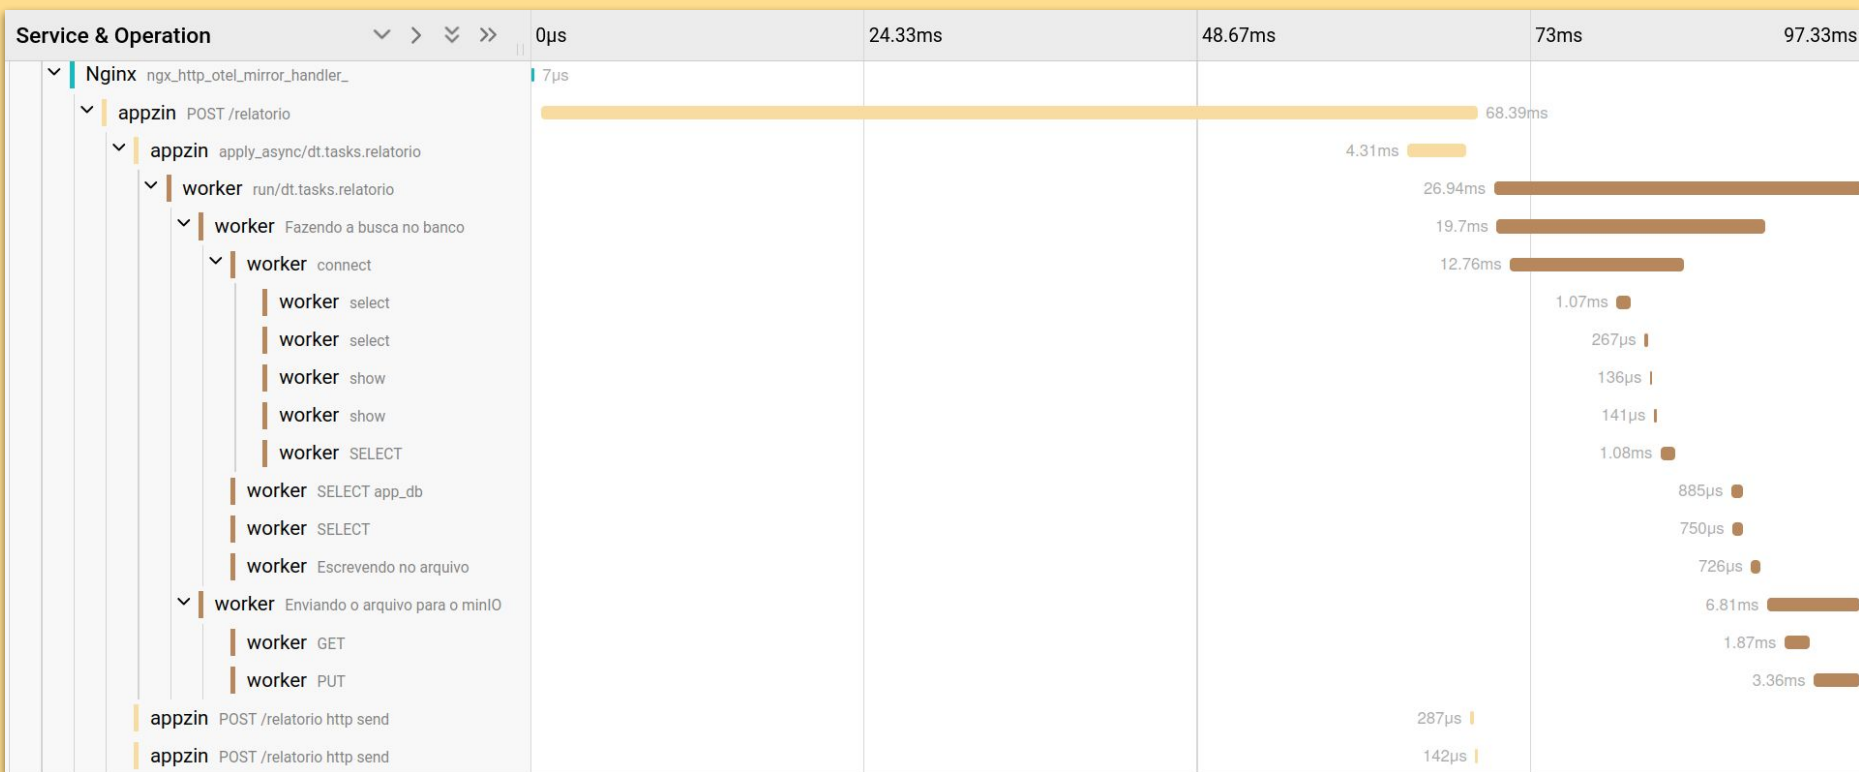 Service & Operation 0μs 24.33ms 48.67ms 73ms 97.33ms
Nginx ngx_http_otel_mirror_handler_ 7μs
appzin POST /relatorio 68.39ms
appzin apply_async/dt.tasks.relatorio 4.31ms
worker run/dt.tasks.relatorio 26.94ms
worker Fazendo a busca no banco 19.7ms
worker connect 12.76ms
worker select 1.07ms
worker select 267μs
worker show 136μs
worker show 141μs
worker SELECT 1.08ms
worker SELECT app_db 885μs
worker SELECT 750μs
worker Escrevendo no arquivo 726μs
worker Enviando o arquivo para o minIO 6.81ms
worker GET 1.87ms
worker PUT 3.36ms
appzin POST /relatorio http send 287μs
appzin POST /relatorio http send 142μs